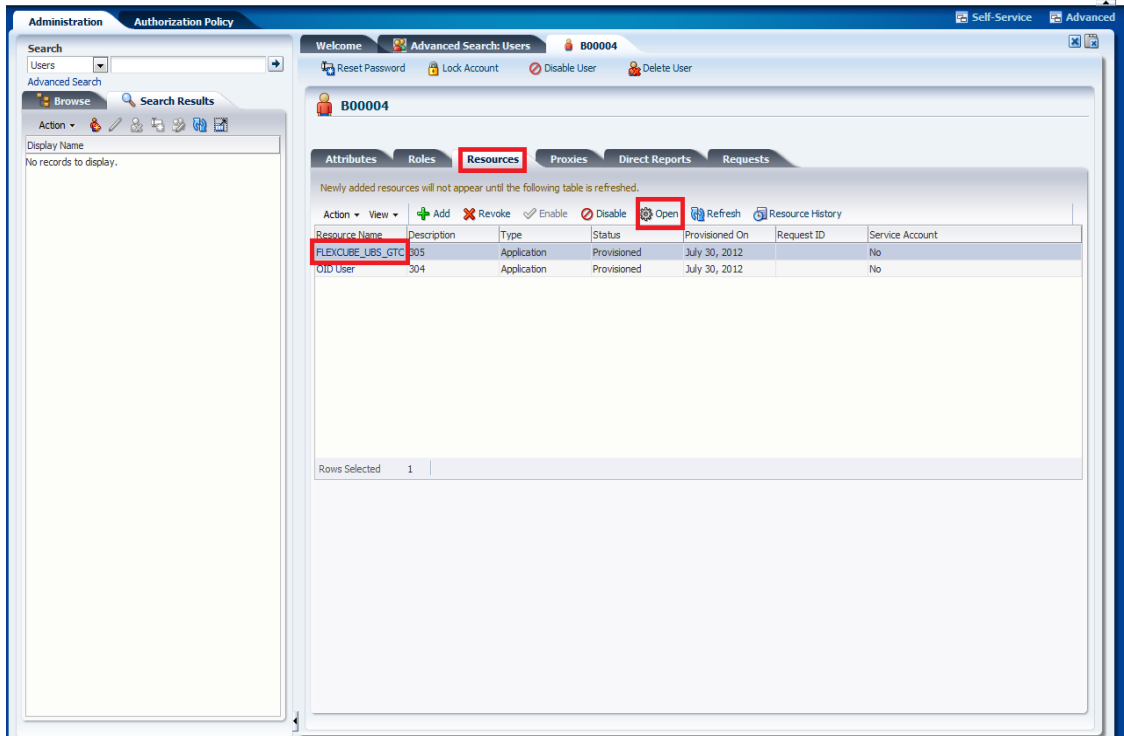 Administration Authorization Policy Self-Service Advanced
Search
Users
Advanced Search
Browse Search Results
Action
Display Name
No records to display.
Welcome Advanced Search: Users B00004
Reset Password Lock Account Disable User Delete User
B00004
Attributes Roles Resources Proxies Direct Reports Requests
Newly added resources will not appear until the following table is refreshed.
Action View Add Revoke Enable Disable Open Refresh Resource History
Resource Name Description Type Status Provisioned On Request ID Service Account
FLEXCUBE_UBS_GTC 305 Application Provisioned July 30, 2012 No
OID User 304 Application Provisioned July 30, 2012 No
Rows Selected 1